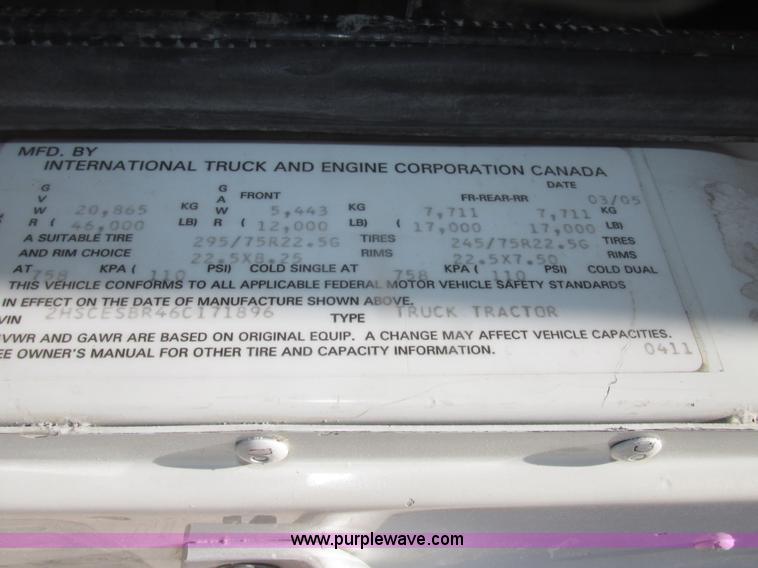 MFD. BY
INTERNATIONAL TRUCK AND ENGINE CORPORATION CANADA
DATE 03/05
GVWR 20,865 KG GAWR FRONT 5,443 KG FR-REAR-RR 7,711 7,711 KG
( 46,000 LB) ( 12,000 LB) ( 17,000 17,000 LB)
A SUITABLE TIRE 295/75R22.5G TIRES 245/75R22.5G TIRES
AND RIM CHOICE 22.5X8.25 RIMS 22.5X7.50 RIMS
AT 758 KPA ( 110 PSI) COLD SINGLE AT 758 KPA ( 110 PSI) COLD DUAL
THIS VEHICLE CONFORMS TO ALL APPLICABLE FEDERAL MOTOR VEHICLE SAFETY STANDARDS
IN EFFECT ON THE DATE OF MANUFACTURE SHOWN ABOVE.
VIN 2HSCESBR46C171896 TYPE TRUCK TRACTOR
GVWR AND GAWR ARE BASED ON ORIGINAL EQUIP. A CHANGE MAY AFFECT VEHICLE CAPACITIES.
SEE OWNER'S MANUAL FOR OTHER TIRE AND CAPACITY INFORMATION. 0411
www.purplewave.com